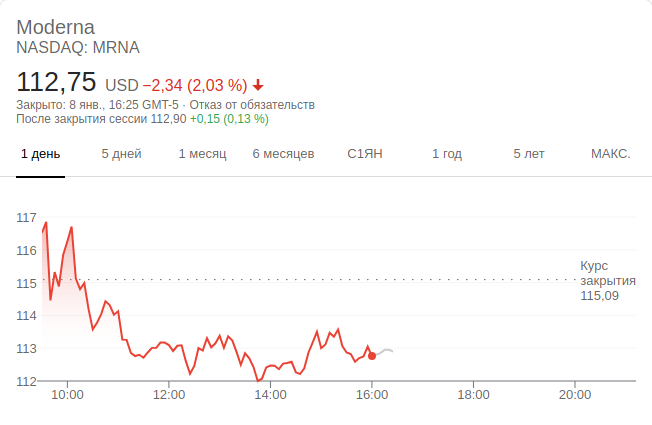 Moderna
NASDAQ: MRNA
112,75 USD −2,34 (2,03 %)
Закрыто: 8 янв., 16:25 GMT-5 · Отказ от обязательств
После закрытия сессии 112,90 +0,15 (0,13 %)
1 день 5 дней 1 месяц 6 месяцев С1ЯН 1 год 5 лет МАКС.
117
116
115
114
113
112
Курс
закрытия
115,09
10:00 12:00 14:00 16:00 18:00 20:00